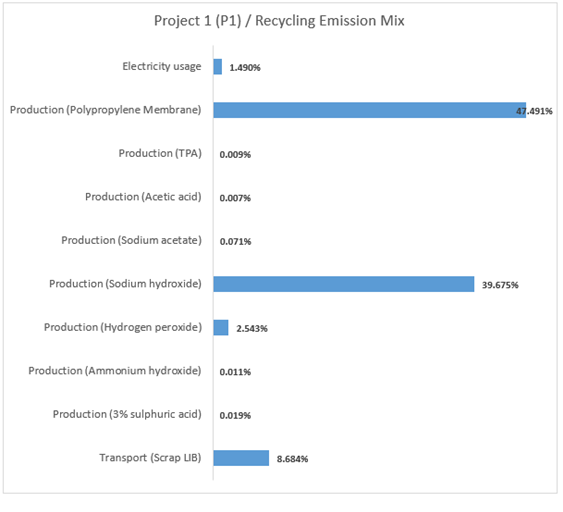 Project 1 (P1) / Recycling Emission Mix
Electricity usage 1.490%
Production (Polypropylene Membrane) 47.491%
Production (TPA) 0.009%
Production (Acetic acid) 0.007%
Production (Sodium acetate) 0.071%
Production (Sodium hydroxide) 39.675%
Production (Hydrogen peroxide) 2.543%
Production (Ammonium hydroxide) 0.011%
Production (3% sulphuric acid) 0.019%
Transport (Scrap LIB) 8.684%